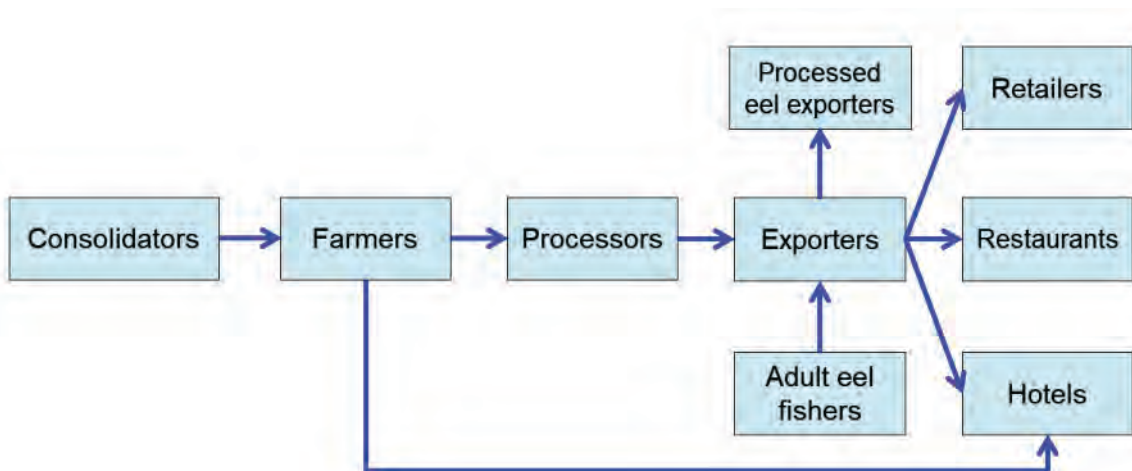 Processed
eel exporters
Retailers
Consolidators
Farmers
Processors
Exporters
Restaurants
Adult eel
fishers
Hotels